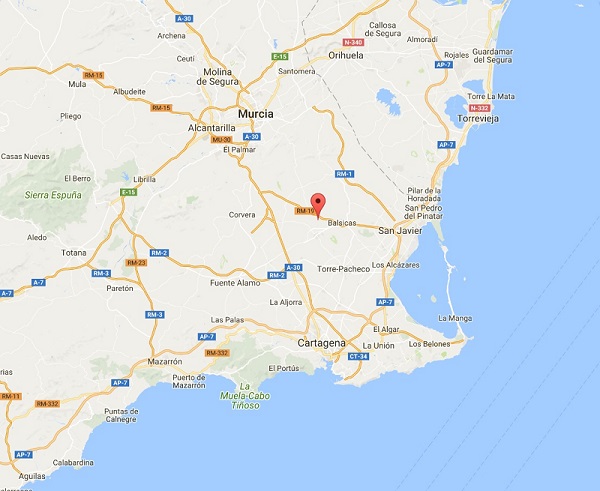 A-30
Callosa
de Segura
Archena
Almoradí
N-340
Rojales
Guardamar
del Segura
Ceutí
E-15
Orihuela
AP-7
Molina
de Segura
Santomera
RM-15
Mula
Albudeite
Torre La Mata
RM-15
N-332
Pliego
Murcia
Torrevieja
Alcantarilla
A-30
MU-30
AP-7
El Palmar
Casas Nuevas
RM-1
El Berro
Librilla
Sierra Espuña
E-15
Pilar de la
Horadada
San Pedro
del Pinatar
RM-19
Corvera
Balsicas
San Javier
Aledo
Totana
RM-2
RM-23
Los Alcázares
A-30
Torre-Pacheco
RM-3
RM-2
Fuente Álamo
A-7
A-7
Paretón
La Aljorra
AP-7
RM-3
Las Palas
La Manga
El Algar
AP-7
Cartagena
La Unión
Los Belones
RM-332
CT-34
Mazarrón
El Portús
AP-7
Puerto de
Mazarrón
La
Muela-Cabo
Tiñoso
RM-11
RM-332
Puntas de
Calnegre
AP-7
Calabardina
Aguilas